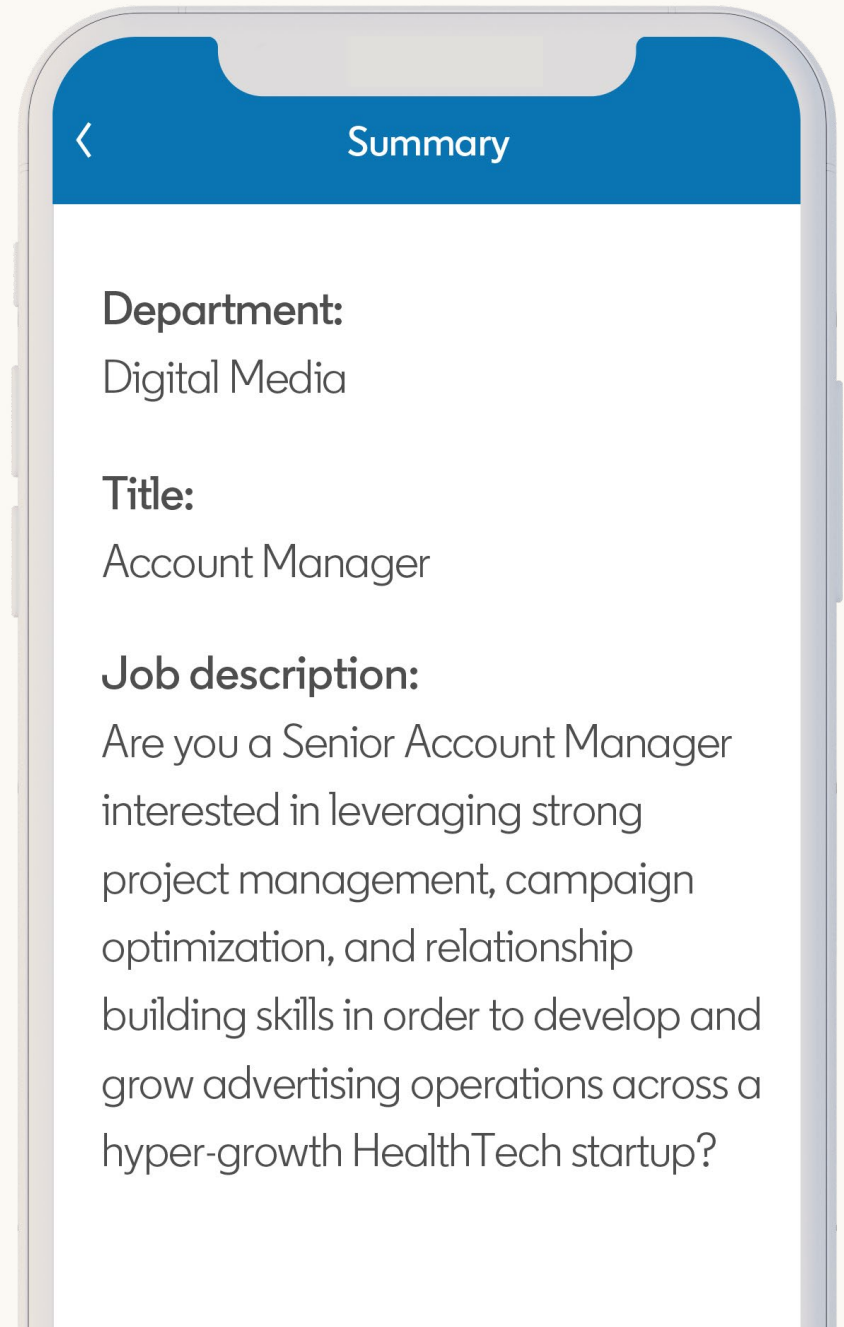 Summary
Department:
Digital Media
Title:
Account Manager
Job description:
Are you a Senior Account Manager
interested in leveraging strong
project management, campaign
optimization, and relationship
building skills in order to develop and
grow advertising operations across a
hyper-growth HealthTech startup?